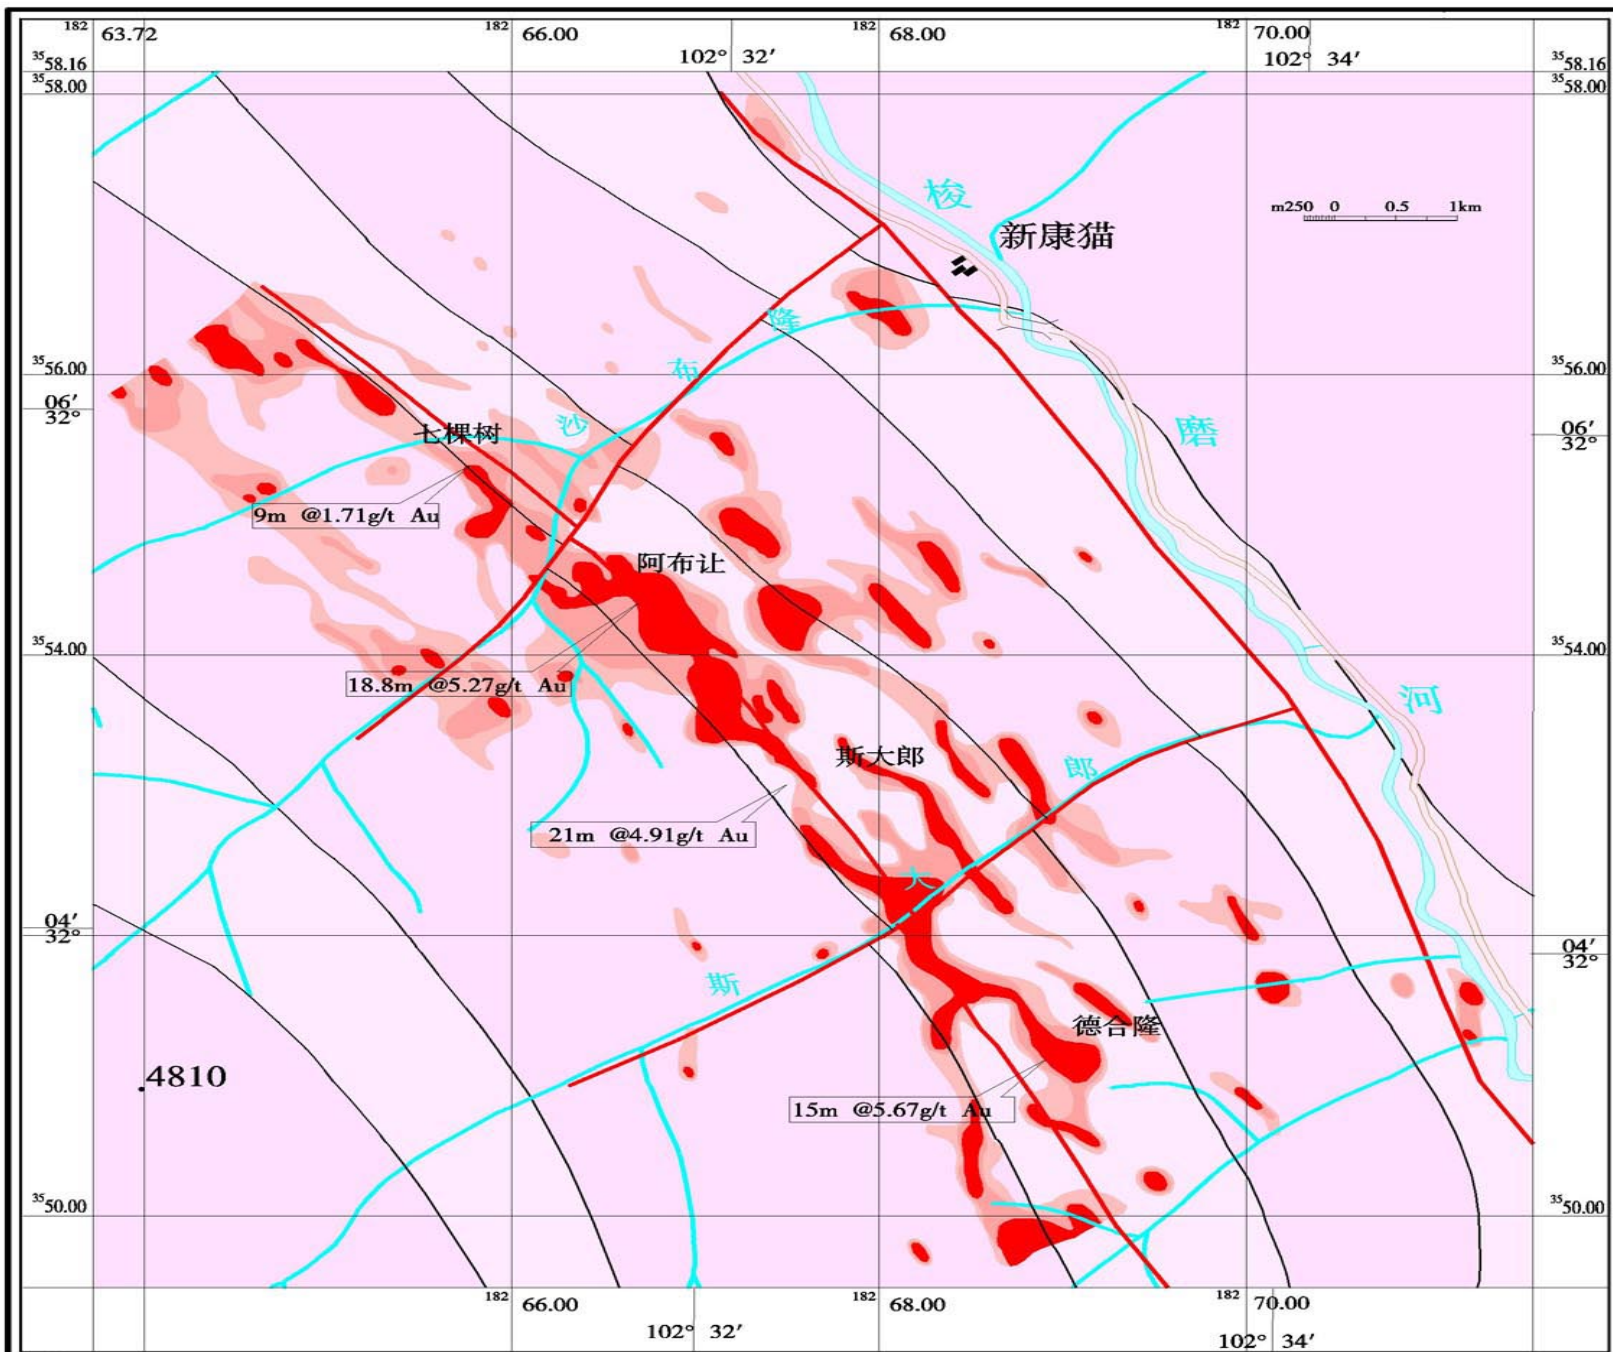 182 63.72
182 66.00
182 68.00
182 70.00
102° 32′
102° 34′
35 58.16
35 58.16
35 58.00
35 58.00
梭
m250 0 0.5 1km
新康猫
隆
布
35 56.00
35 56.00
06′
32°
沙
七棵树
磨
06′
32°
9m @1.71g/t Au
阿布让
35 54.00
35 54.00
18.8m @5.27g/t Au
河
斯大郎
郎
21m @4.91g/t Au
大
04′
32°
04′
32°
斯
德合隆
4810
15m @5.67g/t Au
35 50.00
35 50.00
182 66.00
182 68.00
182 70.00
102° 32′
102° 34′